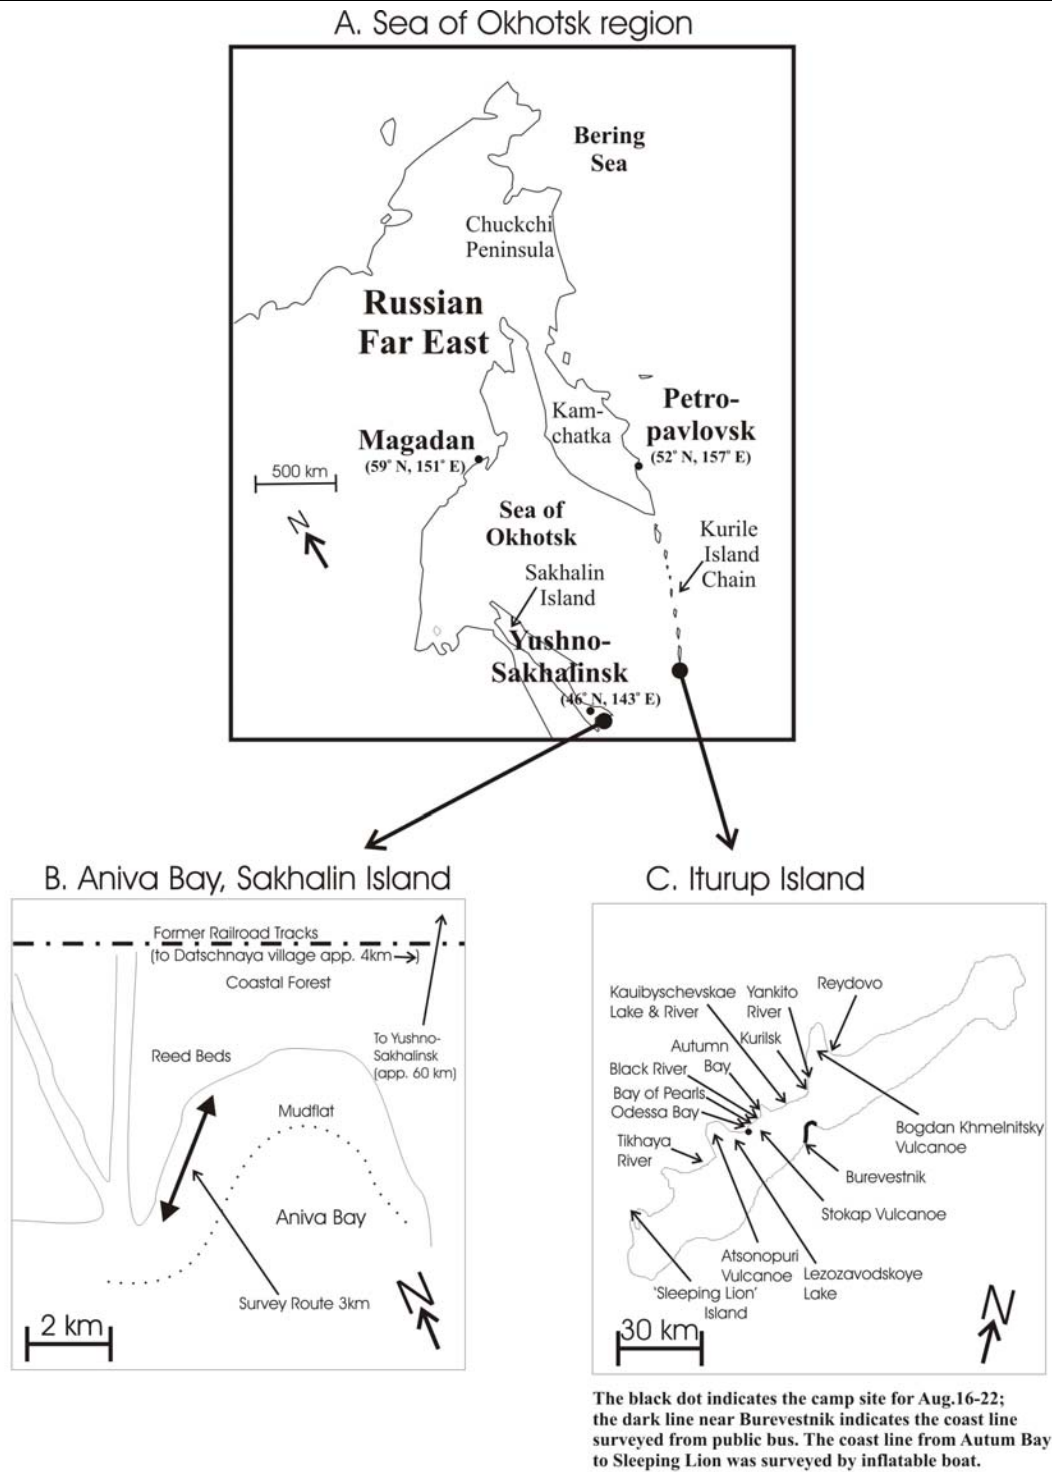 A. Sea of Okhotsk region
Bering
Sea
Chuckchi
Peninsula
Russian
Far East
Kam-
chatka
Petro-
pavlovsk
(52° N, 157° E)
Magadan
(59° N, 151° E)
500 km
N
Sea of
Okhotsk
Kurile
Island
Chain
Sakhalin
Island
Yushno-
Sakhalinsk
(46° N, 143° E)
B. Aniva Bay, Sakhalin Island
Former Railroad Tracks
(to Datschnaya village app. 4km )
Coastal Forest
To Yushno-
Sakhalinsk
(app. 60 km)
Reed Beds
Mudflat
Aniva Bay
Survey Route 3km
2 km
N
C. Iturup Island
Kauibyschevskae
Lake & River
Yankito
River
Reydovo
Kurilsk
Autumn
Bay
Black River
Bay of Pearls
Odessa Bay
Tikhaya
River
Bogdan Khmelnitsky
Vulcanoe
Burevestnik
Stokap Vulcanoe
Atsonopuri
Vulcanoe
Lezozavodskoye
Lake
'Sleeping Lion'
Island
30 km
N
The black dot indicates the camp site for Aug.16-22;
the dark line near Burevestnik indicates the coast line
surveyed from public bus. The coast line from Autum Bay
to Sleeping Lion was surveyed by inflatable boat.